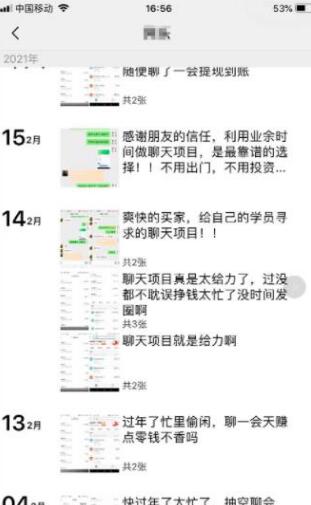 中国移动 16:56 53%
2021年
随便聊了一会提现到账
共2张
15 2月 感谢朋友的信任，利用业余时
间做聊天项目，是最靠谱的选
择！！不用出门，不用投资...
14 2月 爽快的买家，给自己的学员寻
求的聊天项目！！
共2张
聊天项目真是太给力了，过没
都不耽误挣钱太忙了没时间发
圈啊
共3张
聊天项目就是给力啊
共2张
13 2月 过年了忙里偷闲，聊一会天赚
点零钱不香吗
共2张
04 2月 快过年了太忙了，抽空聊会